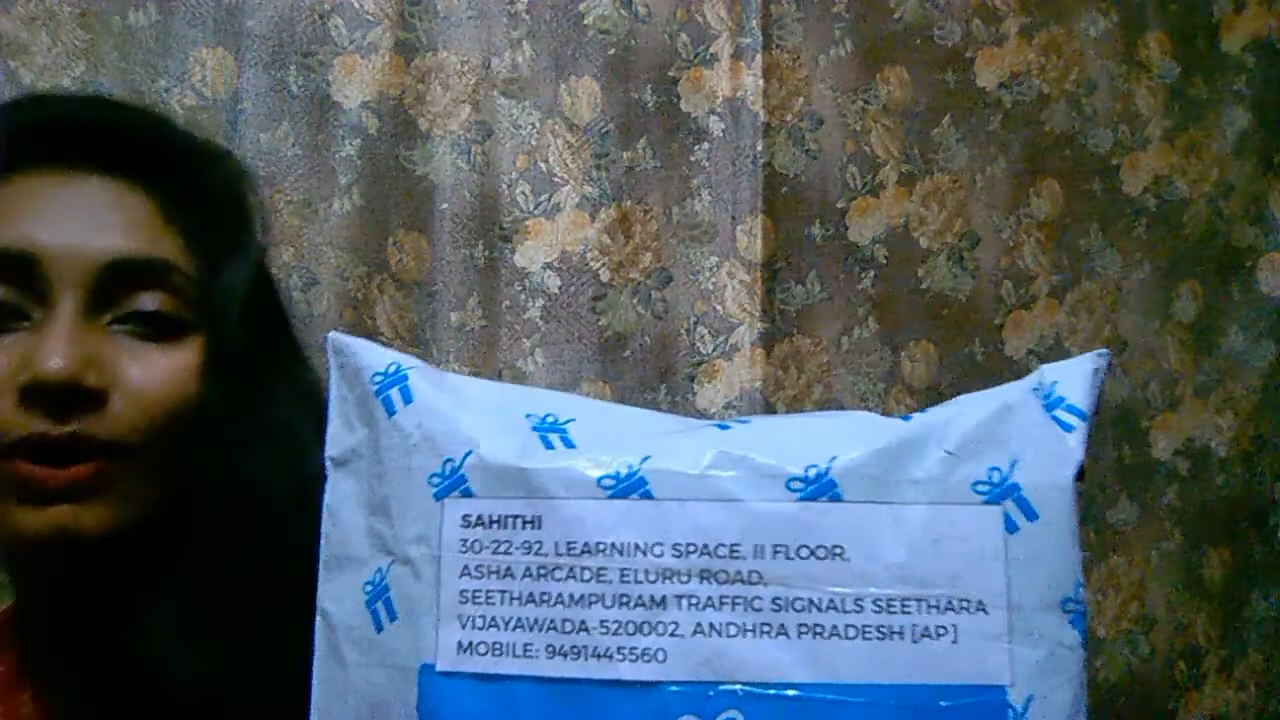 SAHITHI
30-22-92, LEARNING SPACE, II FLOOR,
ASHA ARCADE, ELURU ROAD,
SEETHARAMPURAM TRAFFIC SIGNALS SEETHARA
VIJAYAWADA-520002, ANDHRA PRADESH [AP]
MOBILE: 9491445560